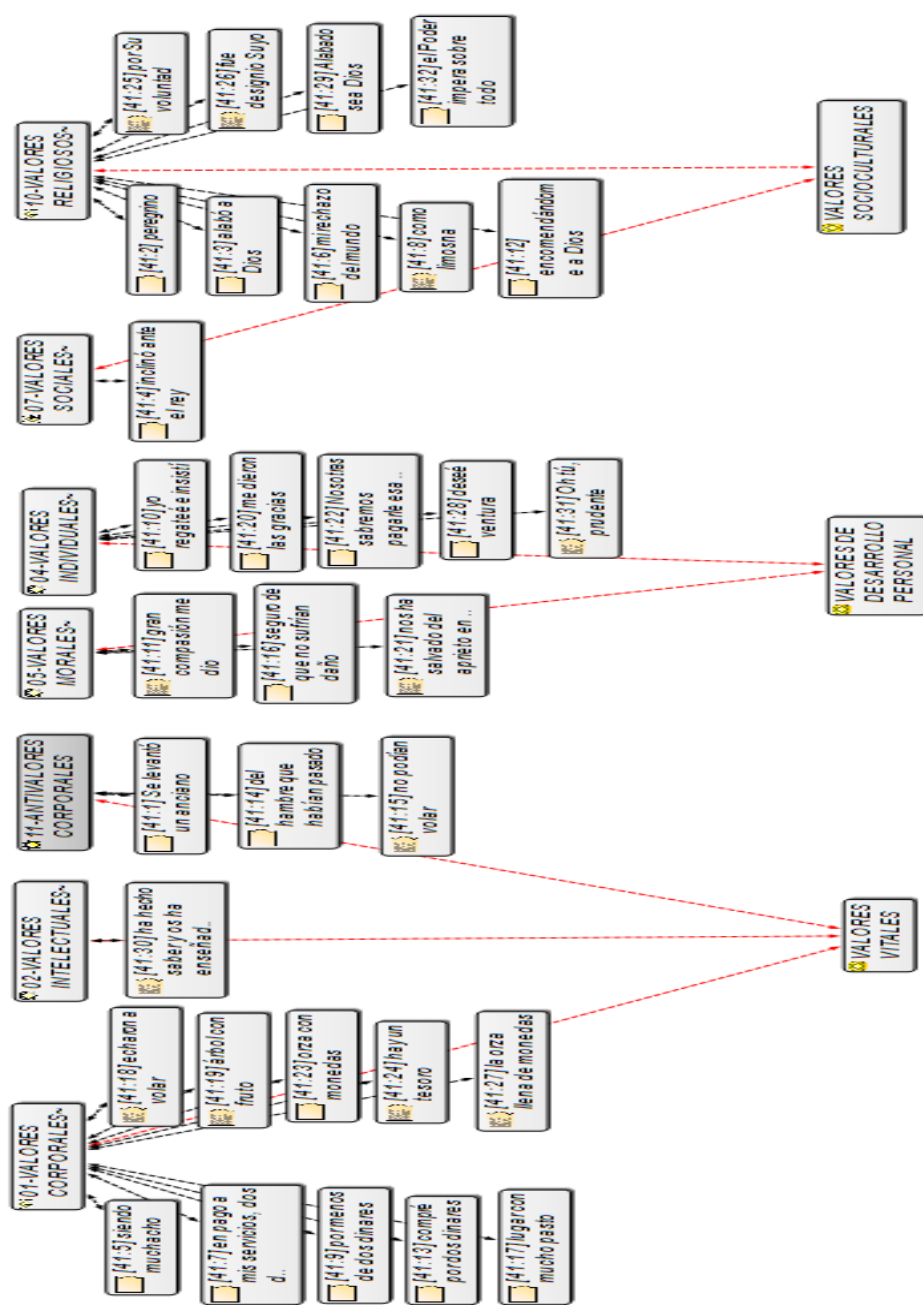 01-VALORES
CORPORALES~
[41:5] siendo
muchacho
[41:7] en pago a
mis servicios, dos
d..
[41:9] por menos
de dos dinares
[41:13] compre
por dos dinares
[41:17] lugar con
mucho pasto
[41:18] echaron a
volar
[41:19] árbol con
fruto
[41:23] orza con
monedas
[41:24] hay un
tesoro
[41:27] la orza
llena de monedas
02-VALORES
INTELECTUALES~
[41:30] ha hecho
saber y os ha
enseñad..
11-ANTIVALORES
CORPORALES
[41:1] Se levantó
un anciano
[41:14] del
hambre que
habían pasado
[41:15] no podían
volar
05-VALORES
MORALES~
[41:11] gran
compasión me
dio
[41:16] seguro de
que no sufrían
daño
[41:21] nos ha
salvado del
aprieto en ..
04-VALORES
INDIVIDUALES~
[41:10] yo
regateé e insistí
[41:20] me dieron
las gracias
[41:22] Nosotras
sabremos
pagarle esa ..
[41:28] deseé
ventura
[41:31] Oh tú,
prudente
07-VALORES
SOCIALES~
[41:4] inclinó ante
el rey
10-VALORES
RELIGIOSOS~
[41:2] peregrino
[41:3] alabó a
Dios
[41:6] mi rechazo
del mundo
[41:8] como
limosna
[41:12]
encomendándom
e a Dios
[41:25] por Su
voluntad
[41:26] fue
designio Suyo
[41:29] Alabado
sea Dios
[41:32] el Poder
impera sobre
todo
VALORES
VITALES
VALORES DE
DESARROLLO
PERSONAL
VALORES
SOCIOCULTURALES